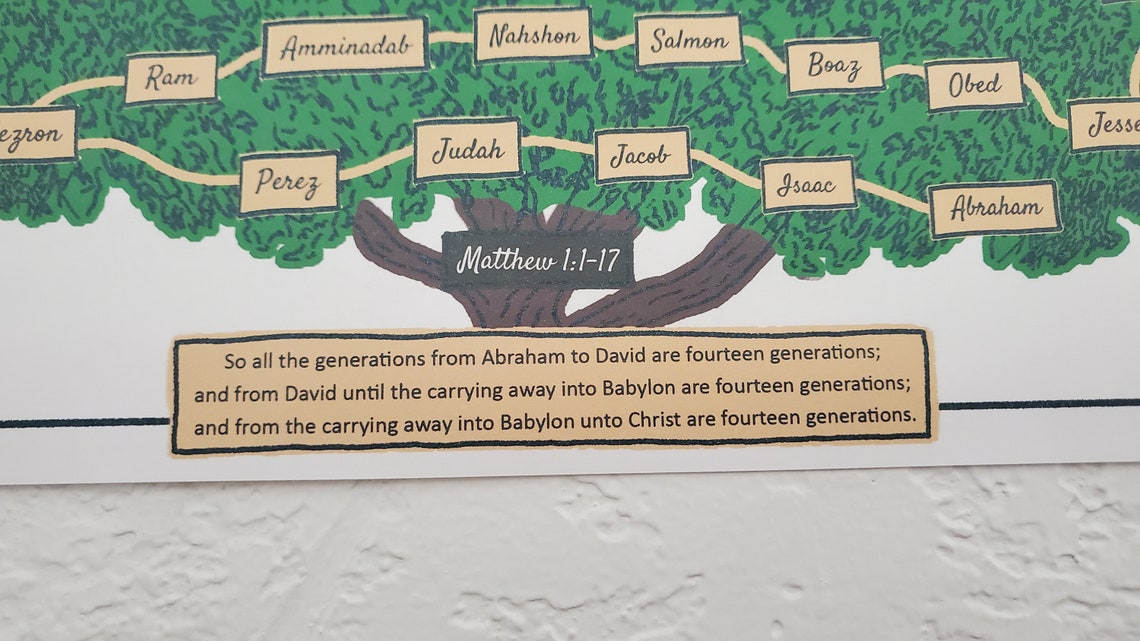 Ram
Amminadab
Nahshon
Salmon
Boaz
Obed
Jesse
ezron
Perez
Judah
Jacob
Isaac
Abraham
Matthew 1:1-17
So all the generations from Abraham to David are fourteen generations;
and from David until the carrying away into Babylon are fourteen generations;
and from the carrying away into Babylon unto Christ are fourteen generations.